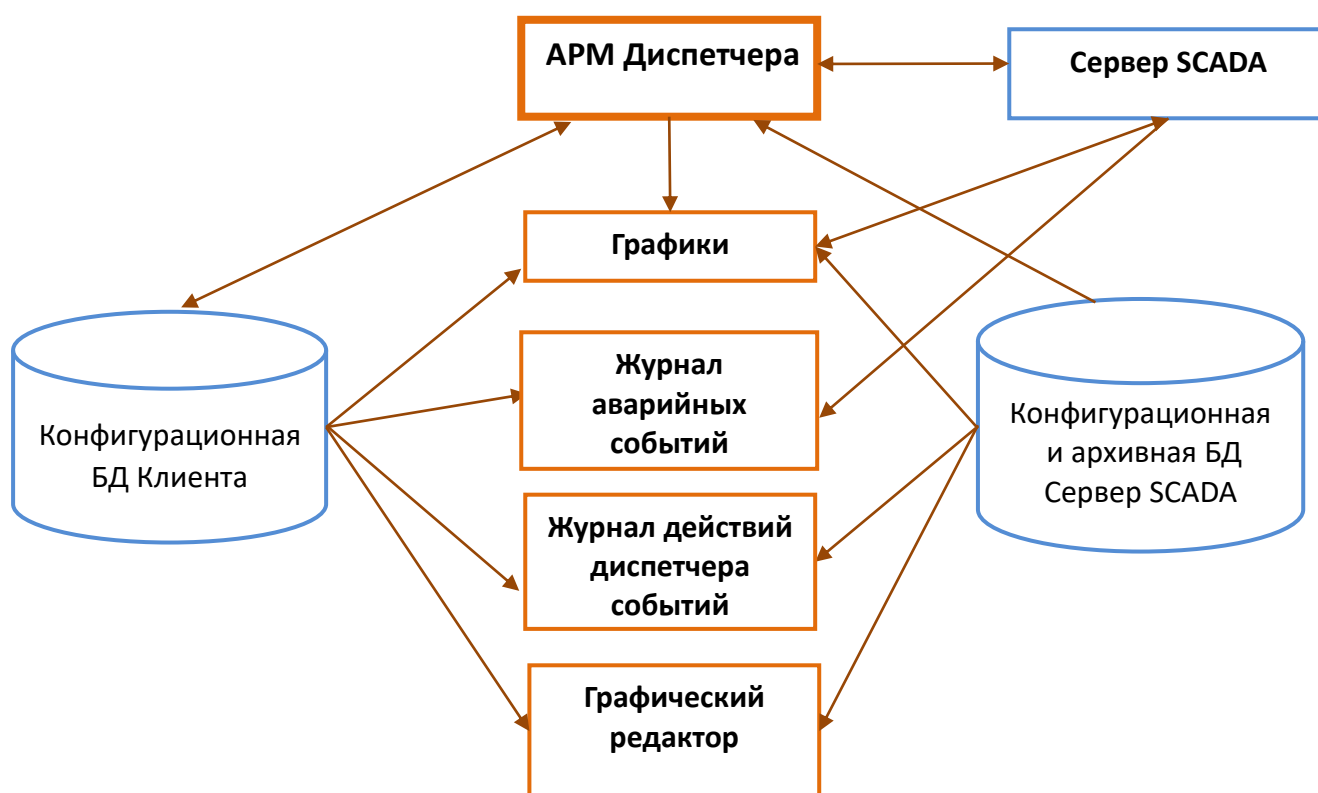 АРМ Диспетчера
Сервер SCADA
Графики
Журнал
аварийных
событий
Конфигурационная
БД Клиента
Конфигурационная
и архивная БД
Сервер SCADA
Журнал действий
диспетчера
событий
Графический
редактор